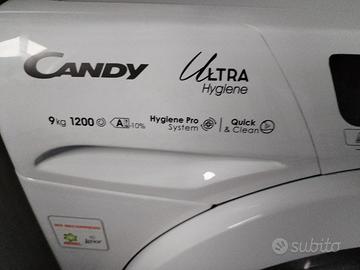 CANDY
ULTRA
Hygiene
9kg 1200 A -10%
Hygiene Pro
System
Quick
& Clean
subito